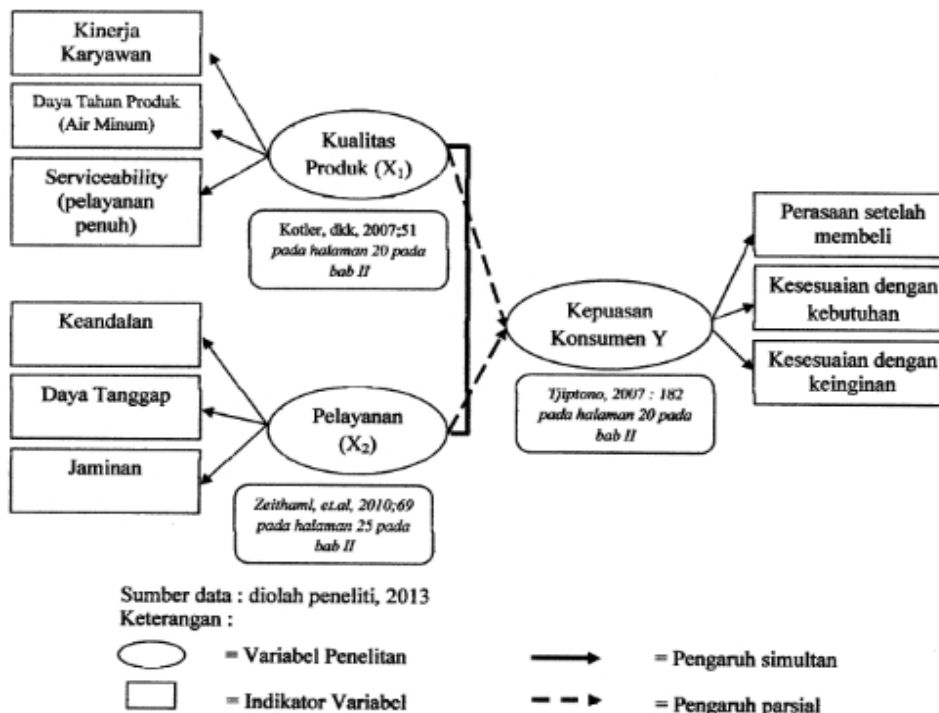 Kinerja
Karyawan
Daya Tahan Produk
(Air Minum)
Serviceability
(pelayanan
penuh)
Kualitas
Produk (X₁)
Kotler, dkk, 2007;51
pada halaman 20 pada
bab II
Keandalan
Daya Tanggap
Jaminan
Pelayanan
(X₂)
Zeithaml, et.al, 2010;69
pada halaman 25 pada
bab II
Kepuasan
Konsumen Y
Tjiptono, 2007 : 182
pada halaman 20 pada
bab II
Perasaan setelah
membeli
Kesesuaian dengan
kebutuhan
Kesesuaian dengan
keinginan
Sumber data : diolah peneliti, 2013
Keterangan :
= Variabel Penelitan
= Pengaruh simultan
= Indikator Variabel
= Pengaruh parsial